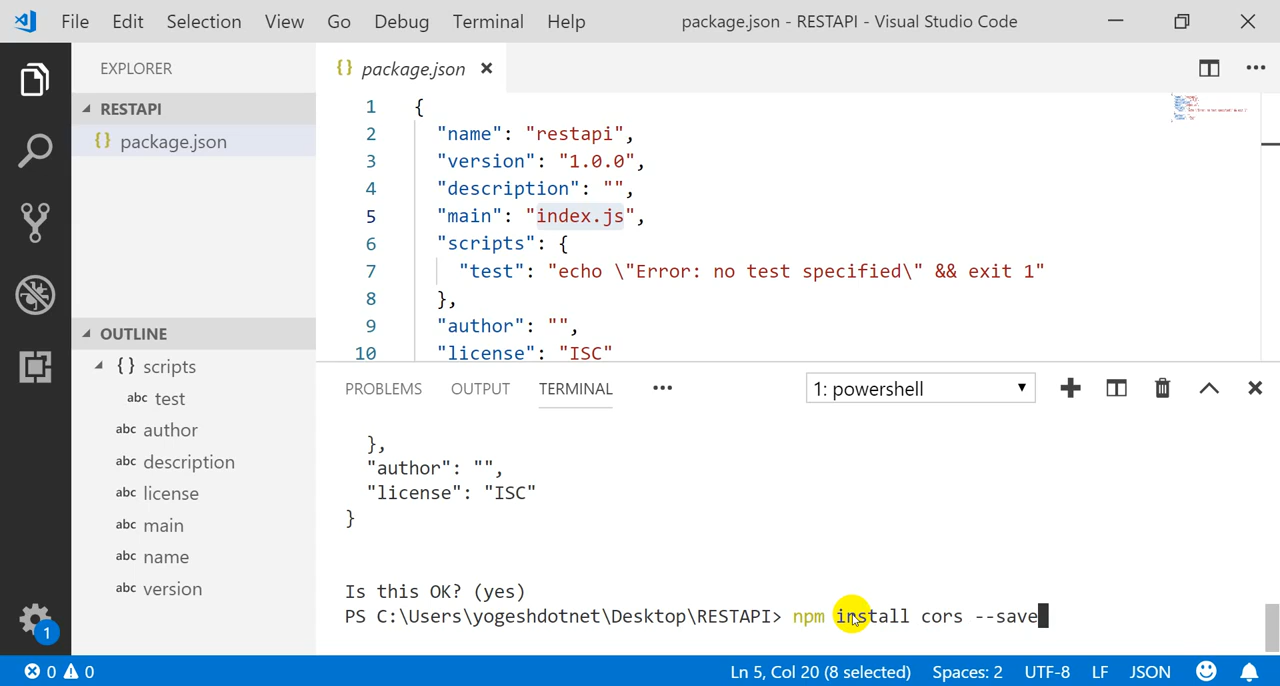 File Edit Selection View Go Debug Terminal Help package.json - RESTAPI - Visual Studio Code
EXPLORER
RESTAPI
{} package.json
OUTLINE
{} scripts
abc test
abc author
abc description
abc license
abc main
abc name
abc version
1
{} package.json
1 {
2 "name": "restapi",
3 "version": "1.0.0",
4 "description": "",
5 "main": "index.js",
6 "scripts": {
7 "test": "echo \"Error: no test specified\" && exit 1"
8 },
9 "author": "",
10 "license": "ISC"
PROBLEMS OUTPUT TERMINAL ••• 1: powershell
},
"author": "",
"license": "ISC"
}
Is this OK? (yes)
PS C:\Users\yogeshdotnet\Desktop\RESTAPI> npm install cors --save
0 0 Ln 5, Col 20 (8 selected) Spaces: 2 UTF-8 LF JSON